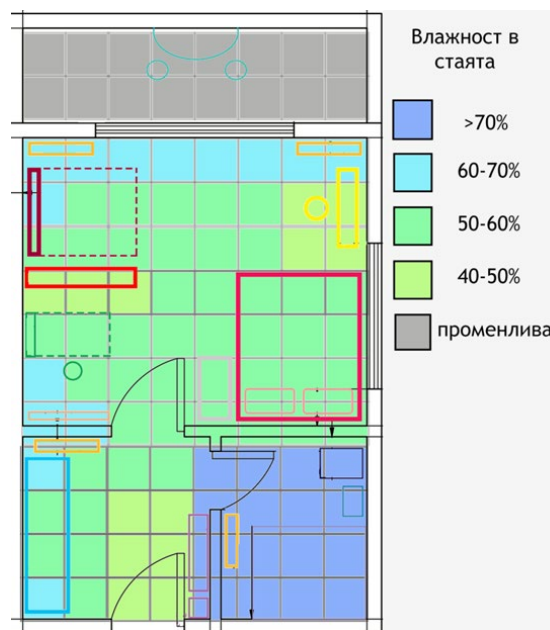 Влажност в
стаята
>70%
60-70%
50-60%
40-50%
променлива